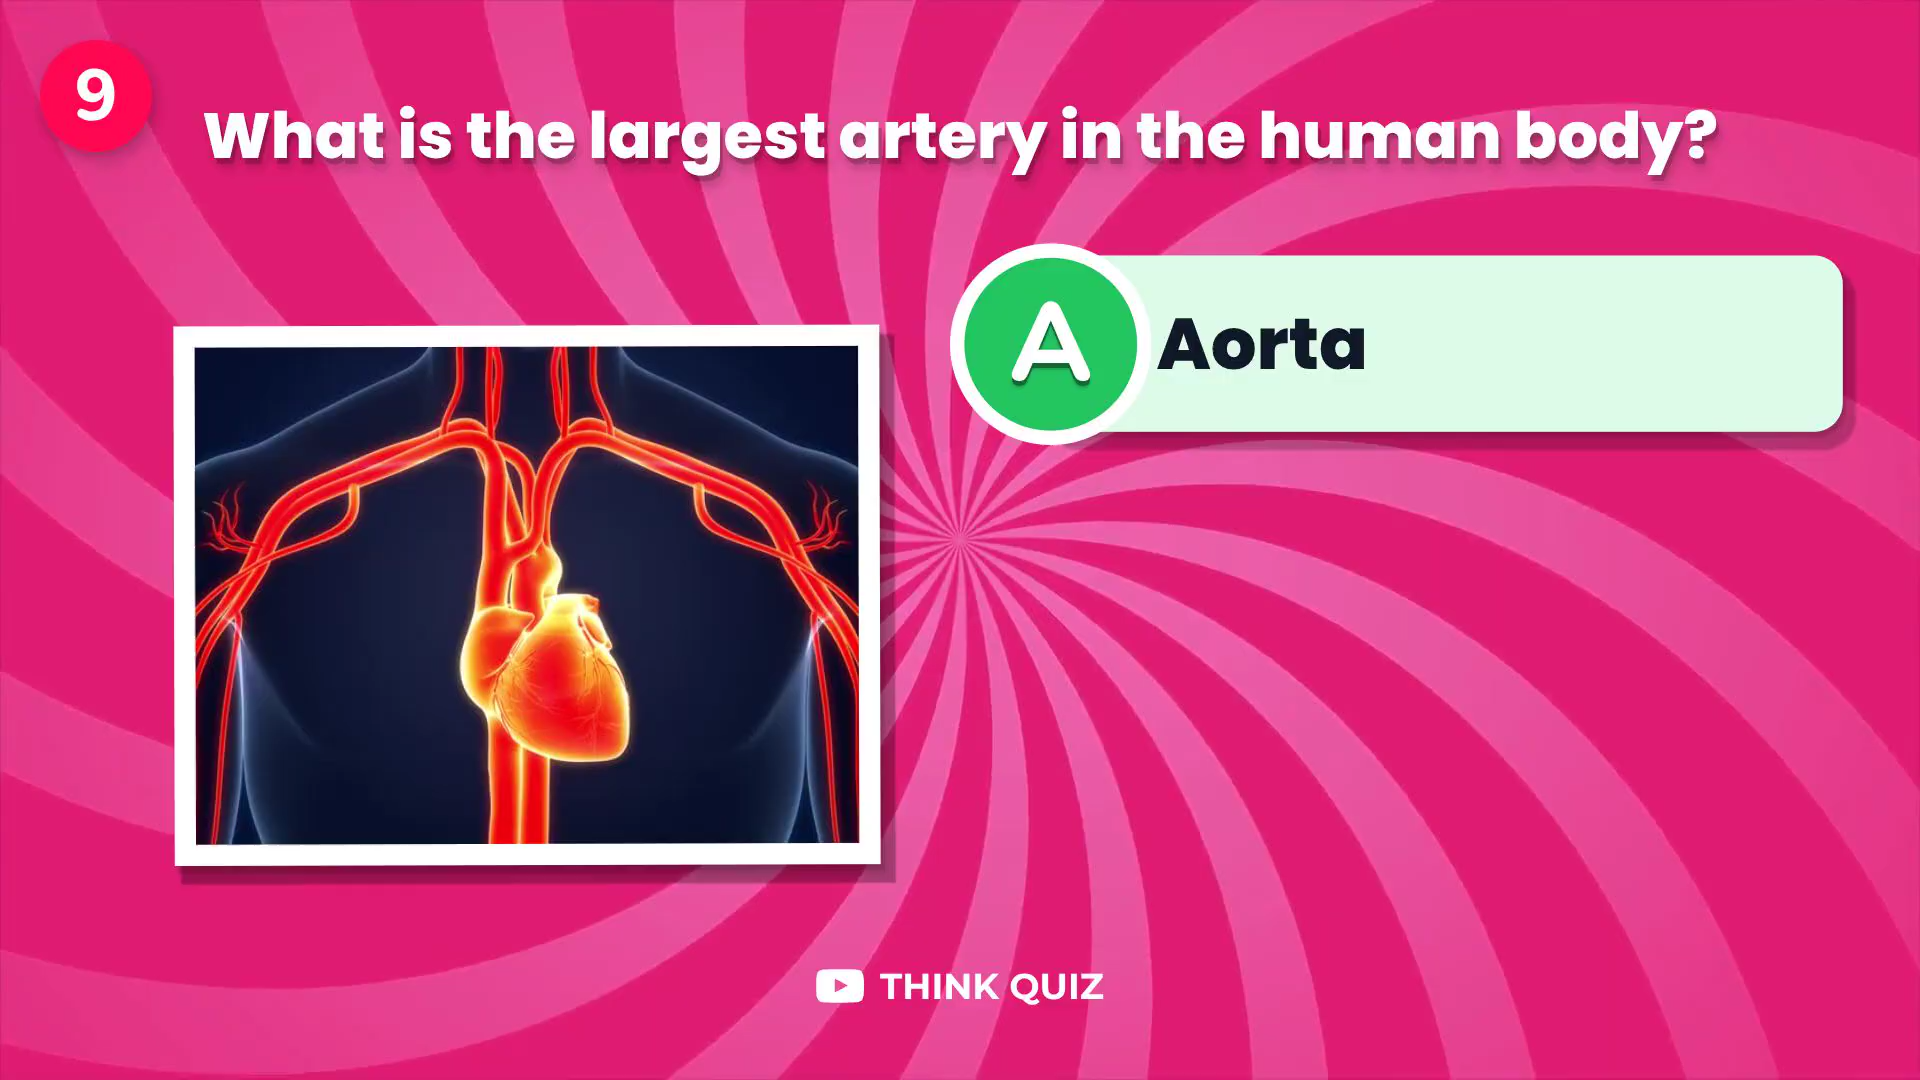 9
What is the largest artery in the human body?
A
Aorta
THINK QUIZ